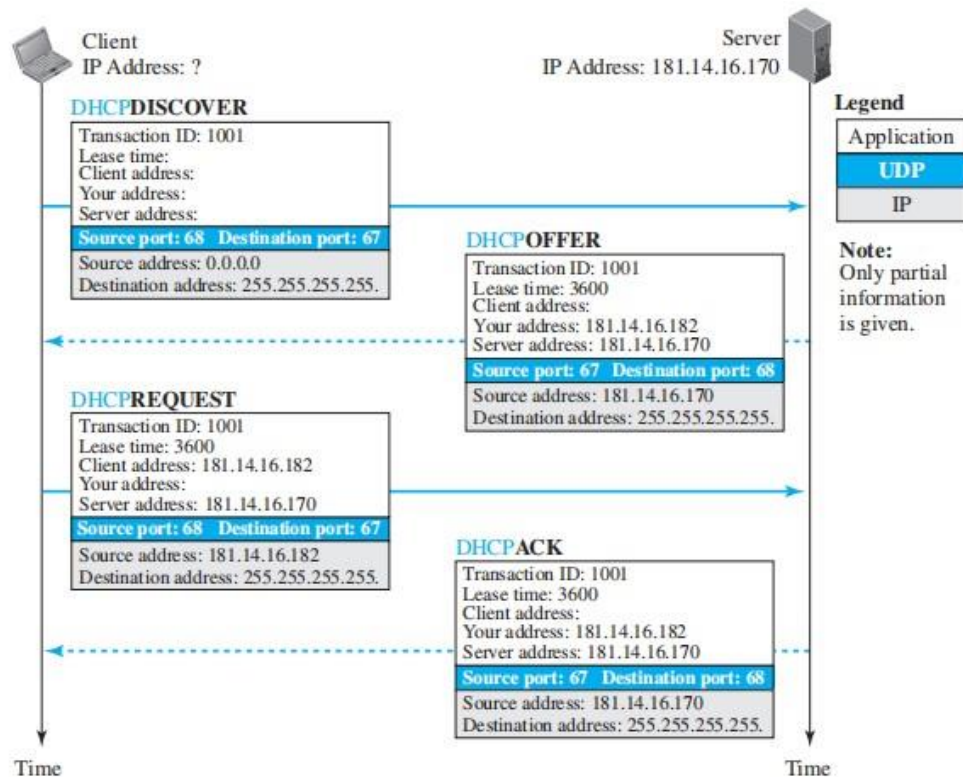 Client
IP Address: ?
Server
IP Address: 181.14.16.170
DHCPDISCOVER
Transaction ID: 1001
Lease time:
Client address:
Your address:
Server address:
Source port: 68 Destination port: 67
Source address: 0.0.0.0
Destination address: 255.255.255.255.
Legend
Application
UDP
IP
Note:
Only partial
information
is given.
DHCPOFFER
Transaction ID: 1001
Lease time: 3600
Client address:
Your address: 181.14.16.182
Server address: 181.14.16.170
Source port: 67 Destination port: 68
Source address: 181.14.16.170
Destination address: 255.255.255.255.
DHCPREQUEST
Transaction ID: 1001
Lease time: 3600
Client address: 181.14.16.182
Your address:
Server address: 181.14.16.170
Source port: 68 Destination port: 67
Source address: 181.14.16.182
Destination address: 255.255.255.255.
DHCPACK
Transaction ID: 1001
Lease time: 3600
Client address:
Your address: 181.14.16.182
Server address: 181.14.16.170
Source port: 67 Destination port: 68
Source address: 181.14.16.170
Destination address: 255.255.255.255.
Time
Time